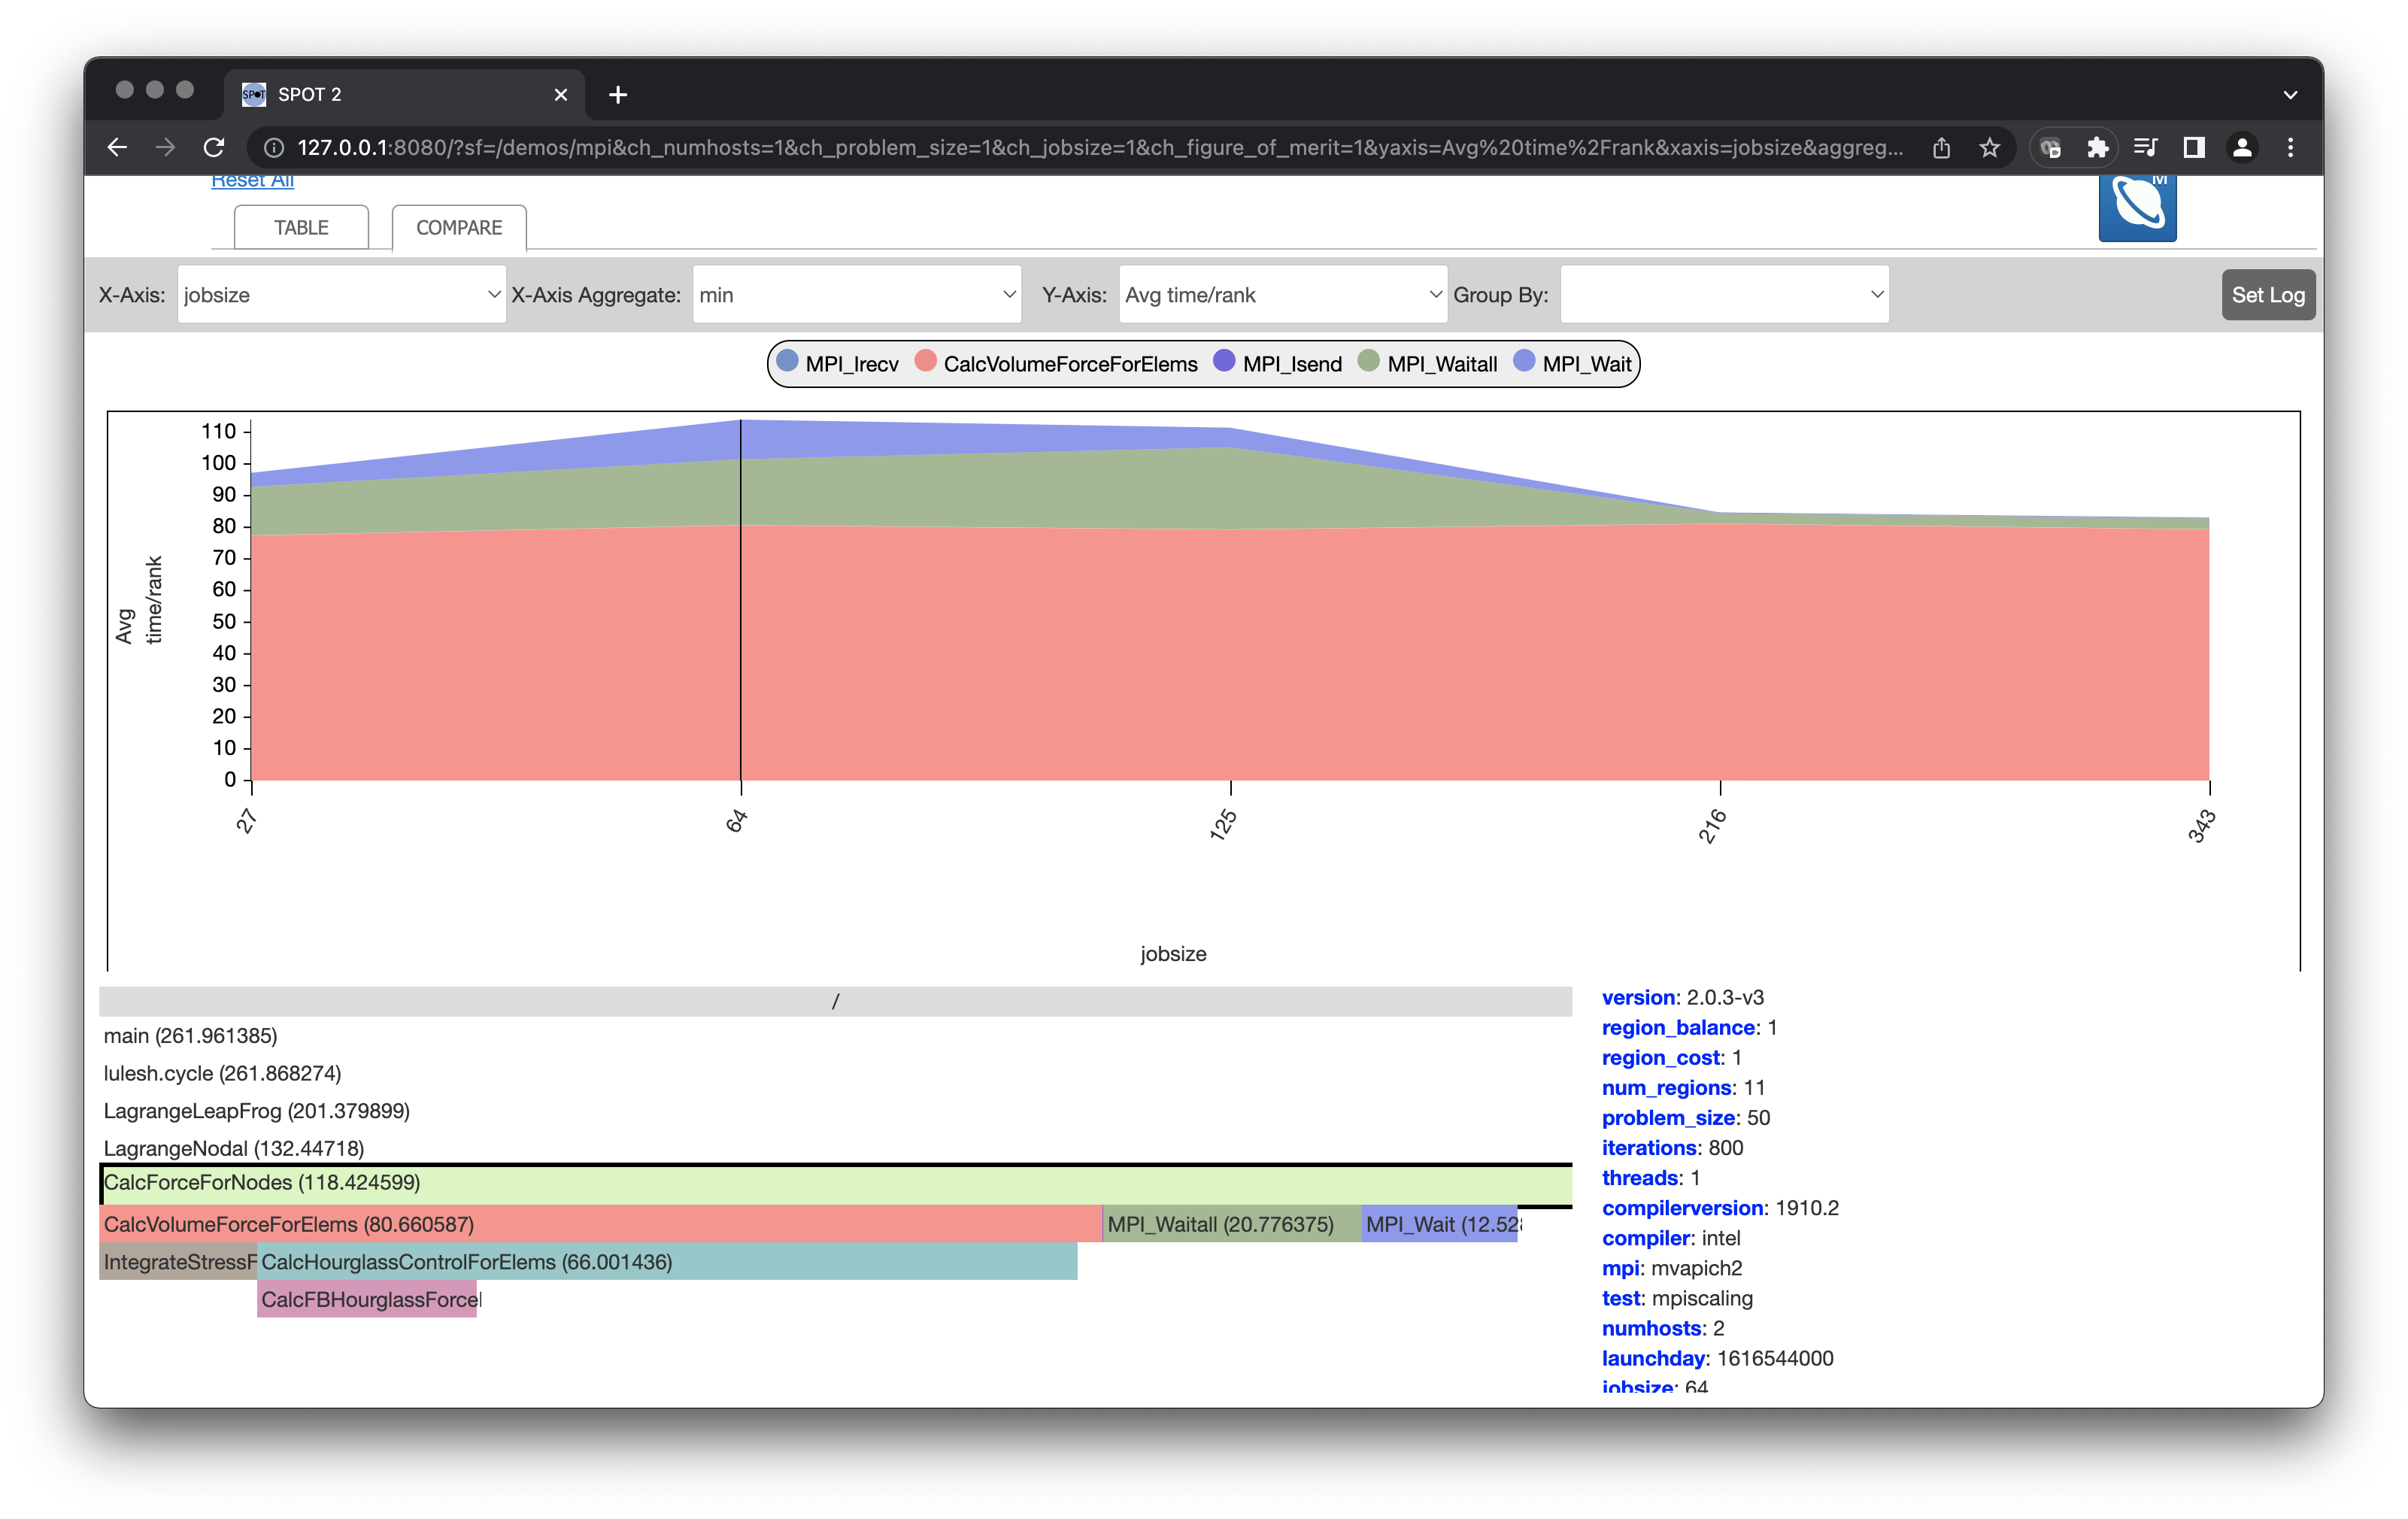 SPOT 2
127.0.0.1:8080/?sf=/demos/mpi&ch_numhosts=1&ch_problem_size=1&ch_jobsize=1&ch_figure_of_merit=1&yaxis=Avg%20time%2Frank&xaxis=jobsize&aggreg...
Reset All
TABLE COMPARE
X-Axis: jobsize X-Axis Aggregate: min Y-Axis: Avg time/rank Group By: Set Log
MPI_Irecv CalcVolumeForceForElems MPI_Isend MPI_Waitall MPI_Wait
110
100
90
80
70
60
50
40
30
20
10
0
Avg
time/rank
27 64 125 216 343
jobsize
/
main (261.961385)
lulesh.cycle (261.868274)
LagrangeLeapFrog (201.379899)
LagrangeNodal (132.44718)
CalcForceForNodes (118.424599)
CalcVolumeForceForElems (80.660587) MPI_Waitall (20.776375) MPI_Wait (12.52
IntegrateStressF CalcHourglassControlForElems (66.001436)
CalcFBHourglassForce
version: 2.0.3-v3
region_balance: 1
region_cost: 1
num_regions: 11
problem_size: 50
iterations: 800
threads: 1
compilerversion: 1910.2
compiler: intel
mpi: mvapich2
test: mpiscaling
numhosts: 2
launchday: 1616544000
jobsize: 64